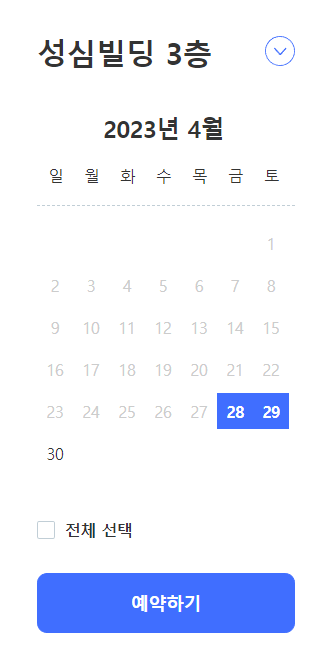 성심빌딩 3층
2023년 4월
일 월 화 수 목 금 토
1
2 3 4 5 6 7 8
9 10 11 12 13 14 15
16 17 18 19 20 21 22
23 24 25 26 27 28 29
30
전체 선택
예약하기